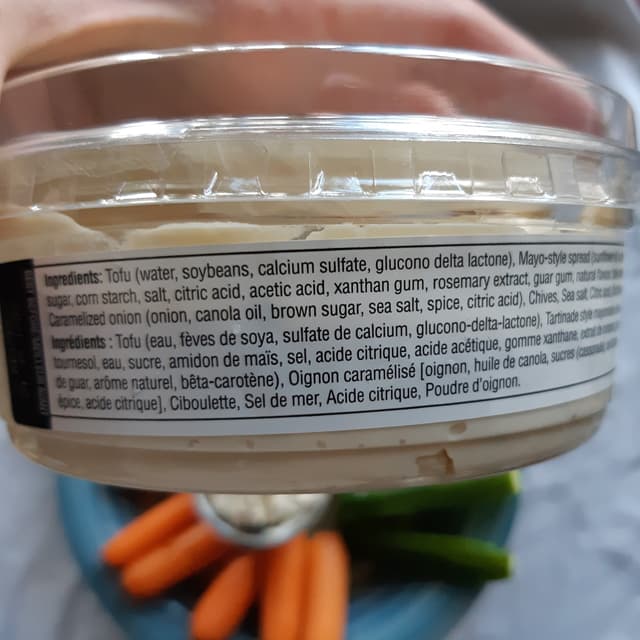 Ingredients: Tofu (water, soybeans, calcium sulfate, glucono delta lactone), Mayo-style spread
sugar, corn starch, salt, citric acid, acetic acid, xanthan gum, rosemary extract, guar gum, natural
Caramelized onion (onion, canola oil, brown sugar, sea salt, spice, citric acid), Chives, Sea salt,
Ingrédients : Tofu (eau, fèves de soya, sulfate de calcium, glucono-delta-lactone), Tartinade style
tournesol, eau, sucre, amidon de maïs, sel, acide citrique, acide acétique, gomme xanthane,
de guar, arôme naturel, bêta-carotène), Oignon caramélisé [oignon, huile de canola, sucres
épice, acide citrique], Ciboulette, Sel de mer, Acide citrique, Poudre d'oignon.